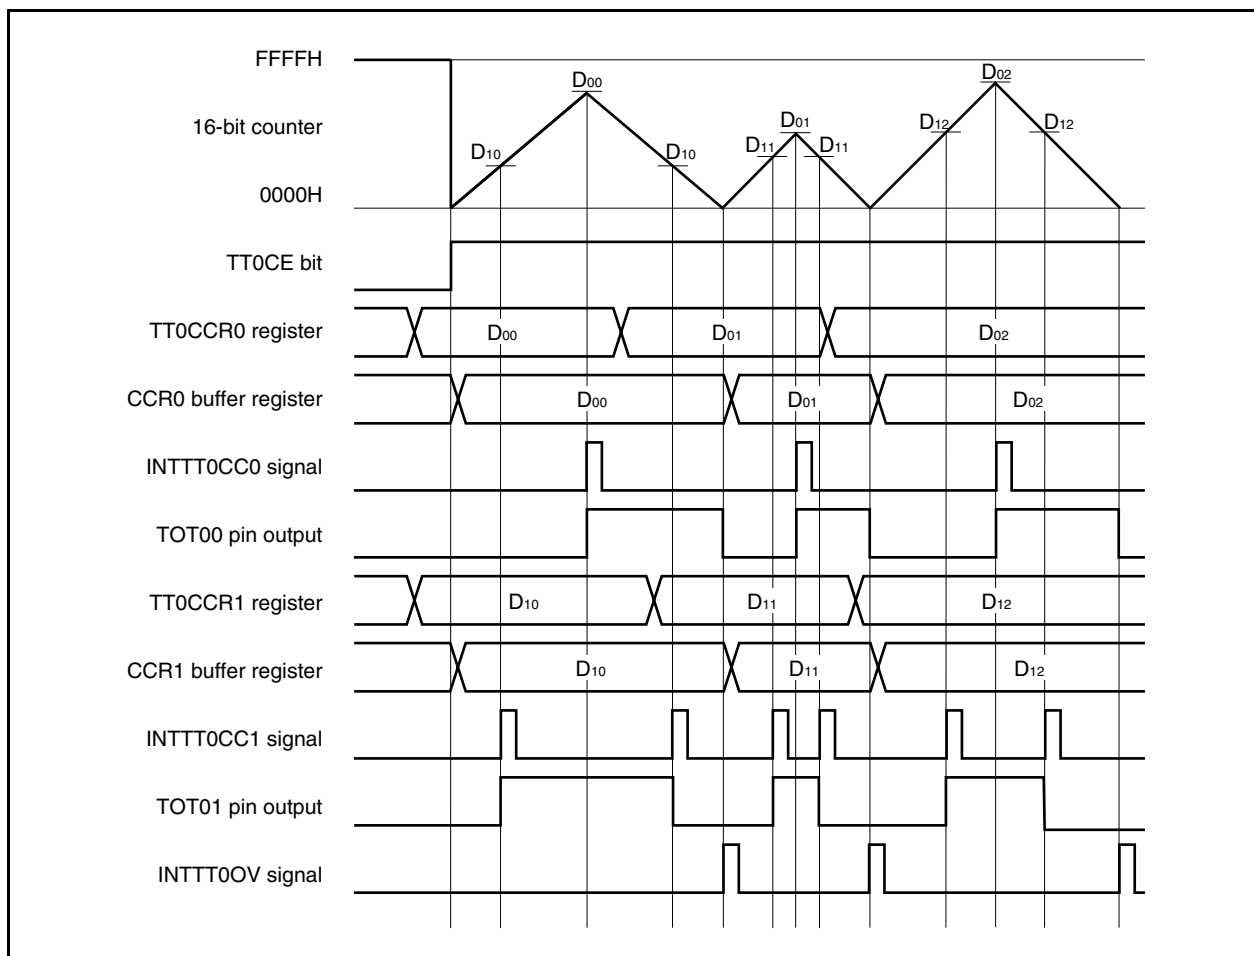 FFFFH
D00
D02
16-bit counter
D01
D12
D12
D10
D10
D11
D11
0000H
TT0CE bit
TT0CCR0 register
D00
D01
D02
CCR0 buffer register
D00
D01
D02
INTTT0CC0 signal
TOT00 pin output
TT0CCR1 register
D10
D11
D12
CCR1 buffer register
D10
D11
D12
INTTT0CC1 signal
TOT01 pin output
INTTT0OV signal